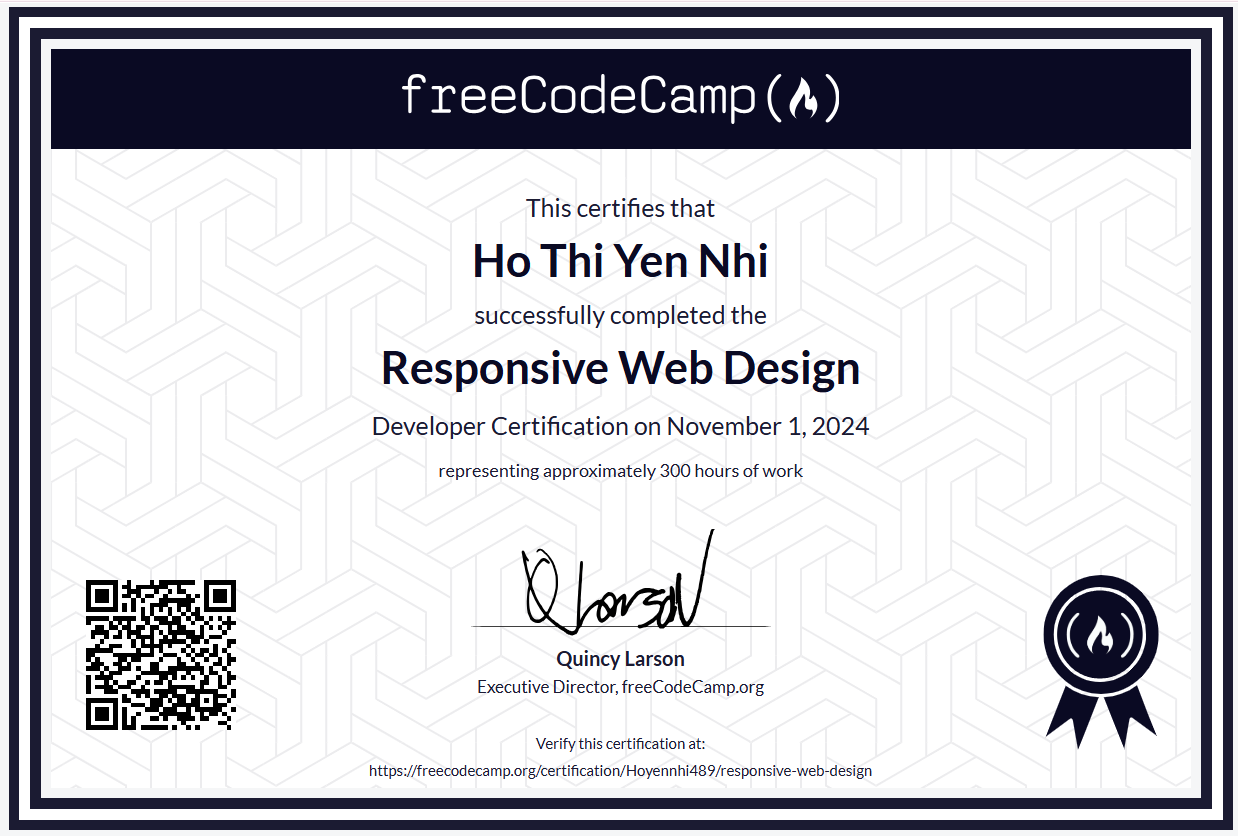 freeCodeCamp
This certifies that
Ho Thi Yen Nhi
successfully completed the
Responsive Web Design
Developer Certification on November 1, 2024
representing approximately 300 hours of work
Q Larson
Quincy Larson
Executive Director, freeCodeCamp.org
Verify this certification at:
https://freecodecamp.org/certification/Hoyennhi489/responsive-web-design